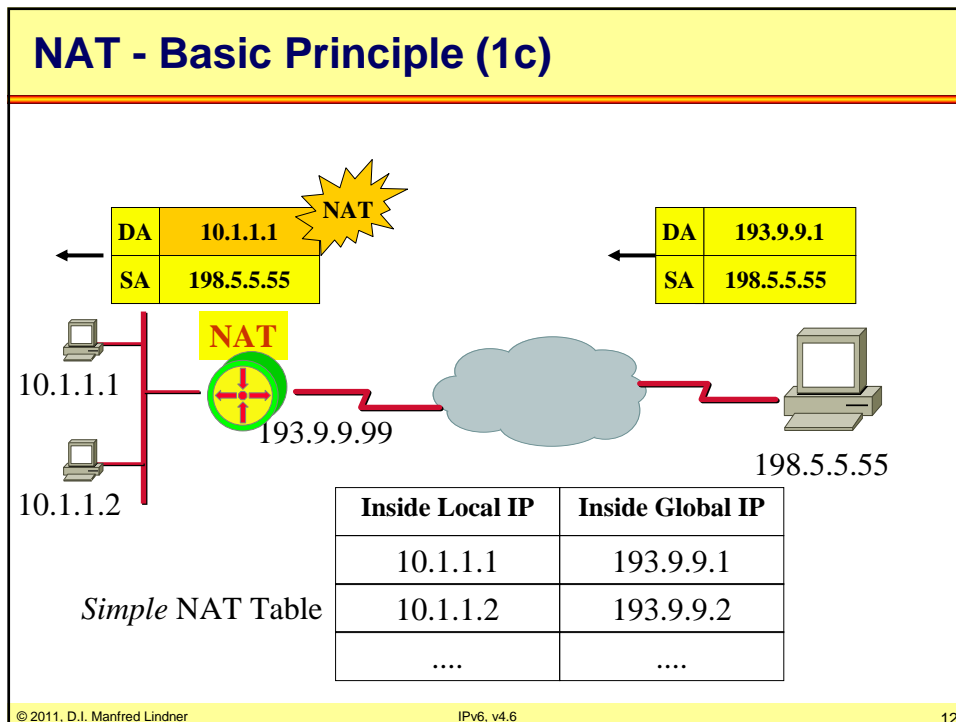 NAT - Basic Principle (1c)
NAT
DA 10.1.1.1
SA 198.5.5.55
DA 193.9.9.1
SA 198.5.5.55
NAT
10.1.1.1
193.9.9.99
198.5.5.55
10.1.1.2
Inside Local IP Inside Global IP
10.1.1.1 193.9.9.1
Simple NAT Table
10.1.1.2 193.9.9.2
.... ....
© 2011, D.I. Manfred Lindner IPv6, v4.6 12